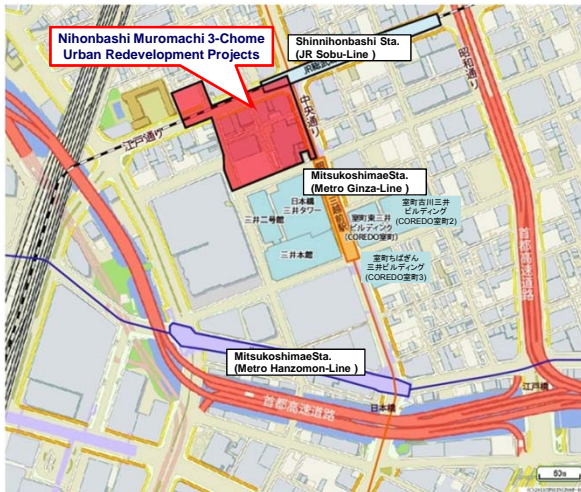 Nihonbashi Muromachi 3-Chome
Urban Redevelopment Projects
Shinnihonbashi Sta.
(JR Sobu-Line )
昭和通り
中央通り
江戸通り
MitsukoshimaeSta.
(Metro Ginza-Line )
日本橋
三井タワー
三井二号館
三井本館
室町東三井
ビルディング
(COREDO室町)
室町古川三井
ビルディング
(COREDO室町2)
室町ちばぎん
三井ビルディング
(COREDO室町3)
首都高速道路
MitsukoshimaeSta.
(Metro Hanzomon-Line )
首都高速道路
日本橋
江戸橋